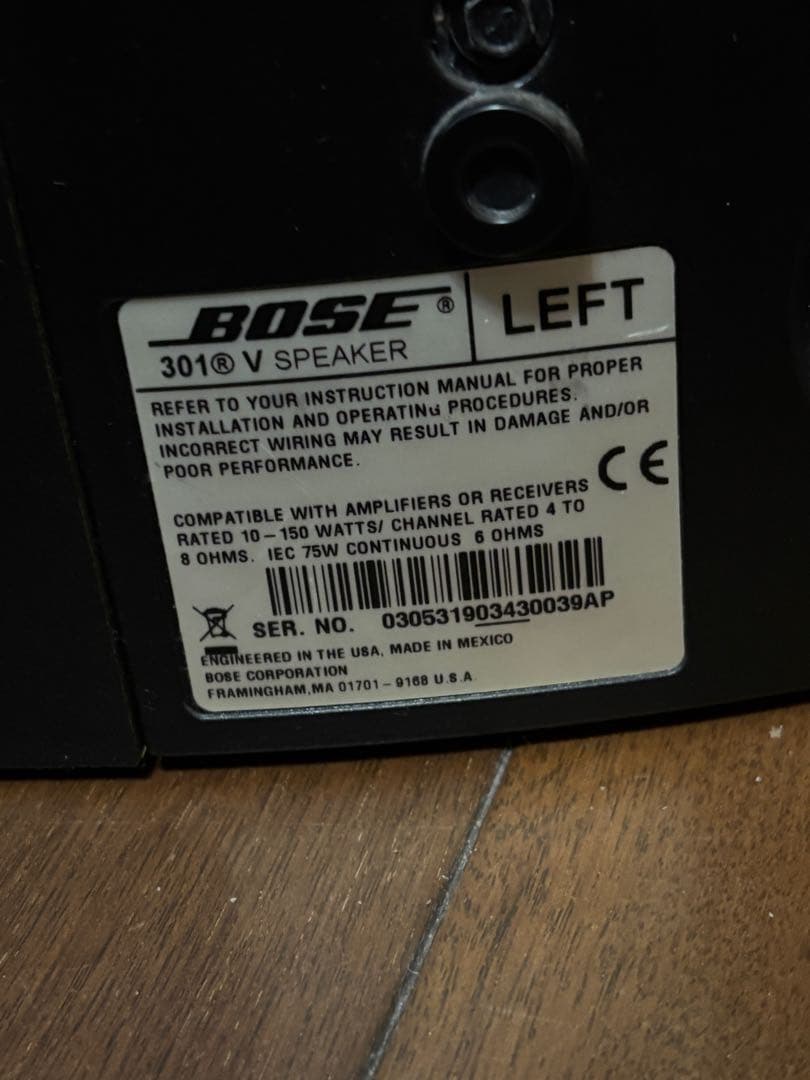 BOSE®
301® V SPEAKER
LEFT
REFER TO YOUR INSTRUCTION MANUAL FOR PROPER
INSTALLATION AND OPERATING PROCEDURES.
INCORRECT WIRING MAY RESULT IN DAMAGE AND/OR
POOR PERFORMANCE.
CE
COMPATIBLE WITH AMPLIFIERS OR RECEIVERS
RATED 10-150 WATTS/ CHANNEL RATED 4 TO
8 OHMS. IEC 75W CONTINUOUS 6 OHMS
SER. NO. 030531903430039AP
ENGINEERED IN THE USA, MADE IN MEXICO
BOSE CORPORATION
FRAMINGHAM, MA 01701-9168 U.S.A